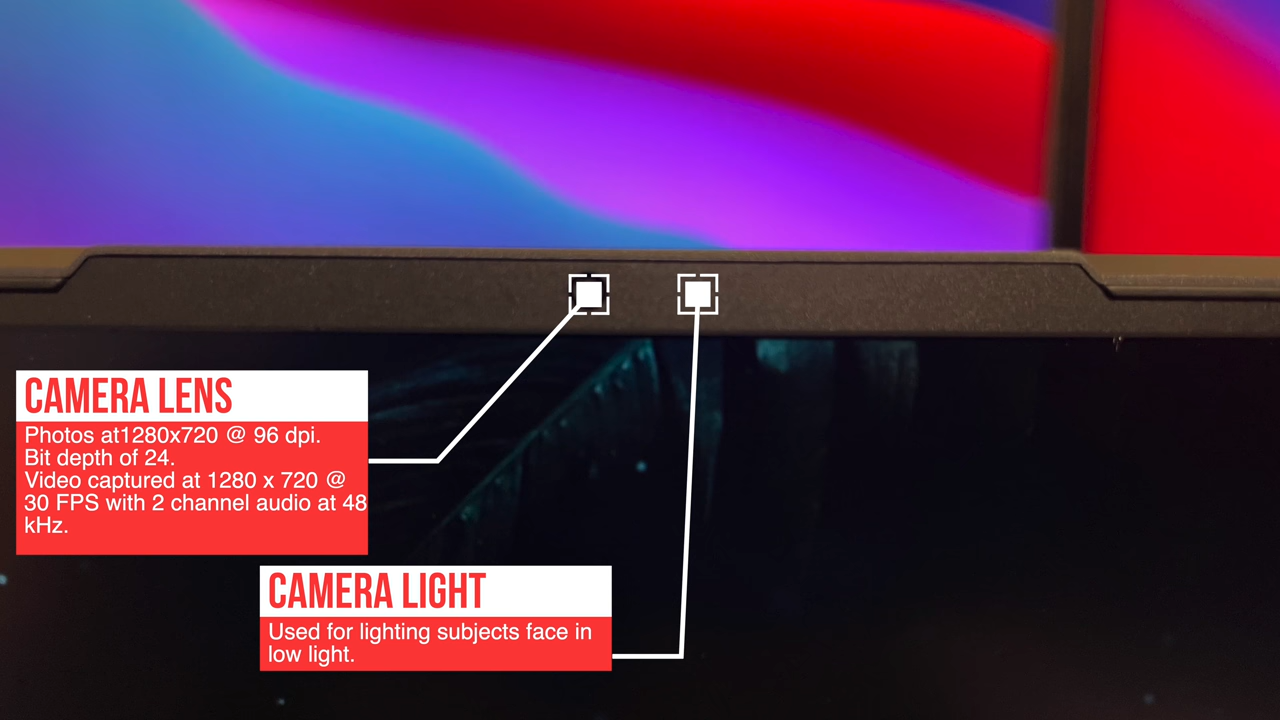 CAMERA LENS
Photos at1280x720 @ 96 dpi.
Bit depth of 24.
Video captured at 1280 x 720 @
30 FPS with 2 channel audio at 48
kHz.
CAMERA LIGHT
Used for lighting subjects face in
low light.